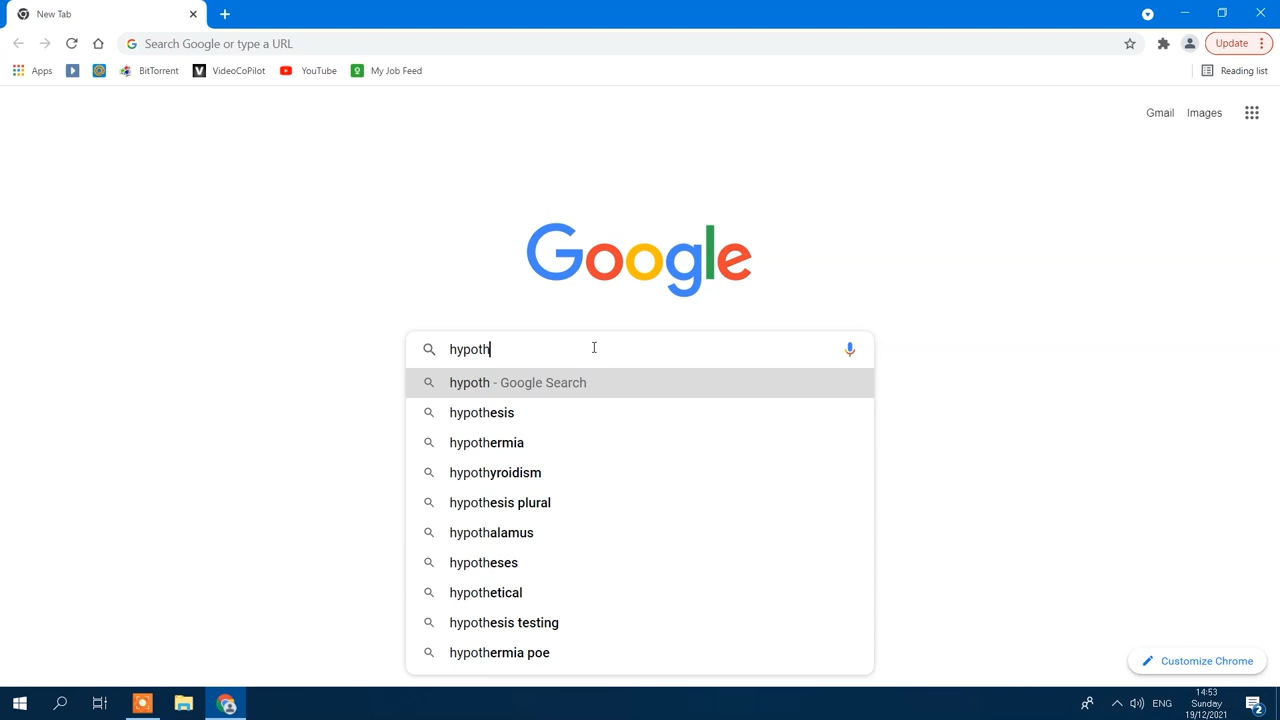 New Tab
Search Google or type a URL
Update
Apps
BitTorrent
VideoCoPilot
YouTube
My Job Feed
Reading list
Gmail
Images
Google
hypoth
hypoth - Google Search
hypothesis
hypothermia
hypothyroidism
hypothesis plural
hypothalamus
hypotheses
hypothetical
hypothesis testing
hypothermia poe
Customize Chrome
ENG
14:53
Sunday
19/12/2021
2